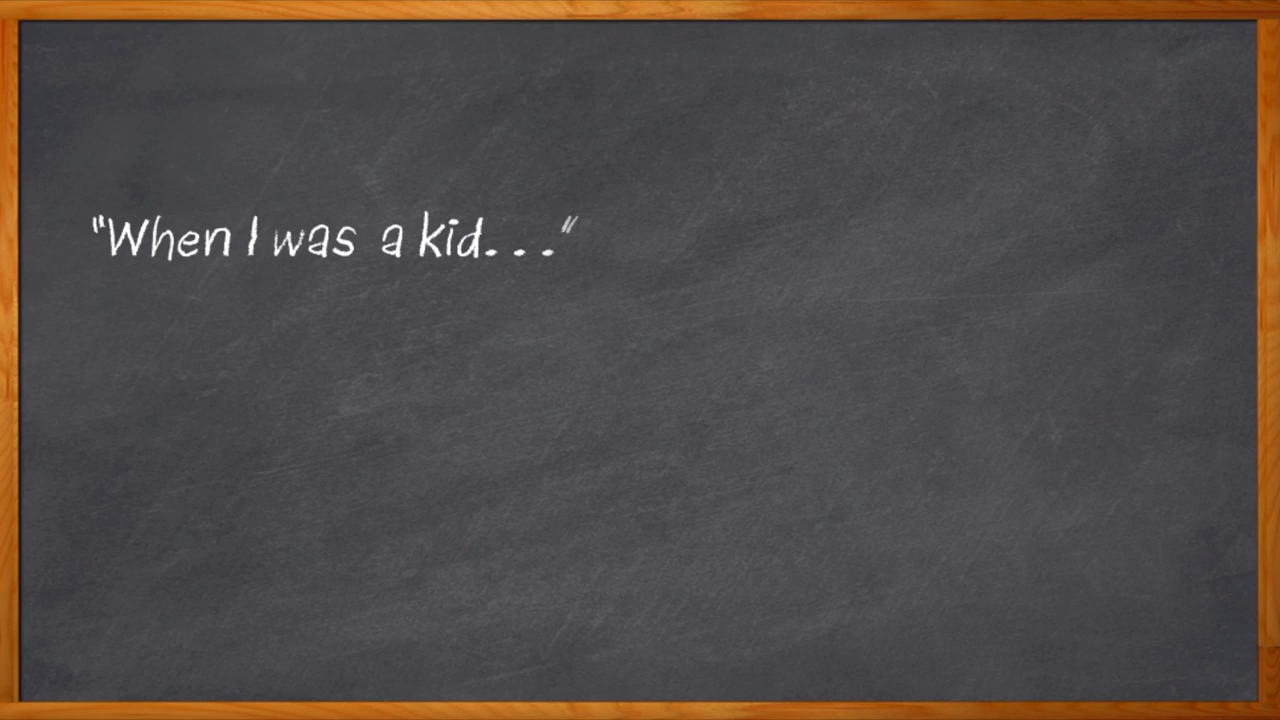 "When I was a kid. . ."